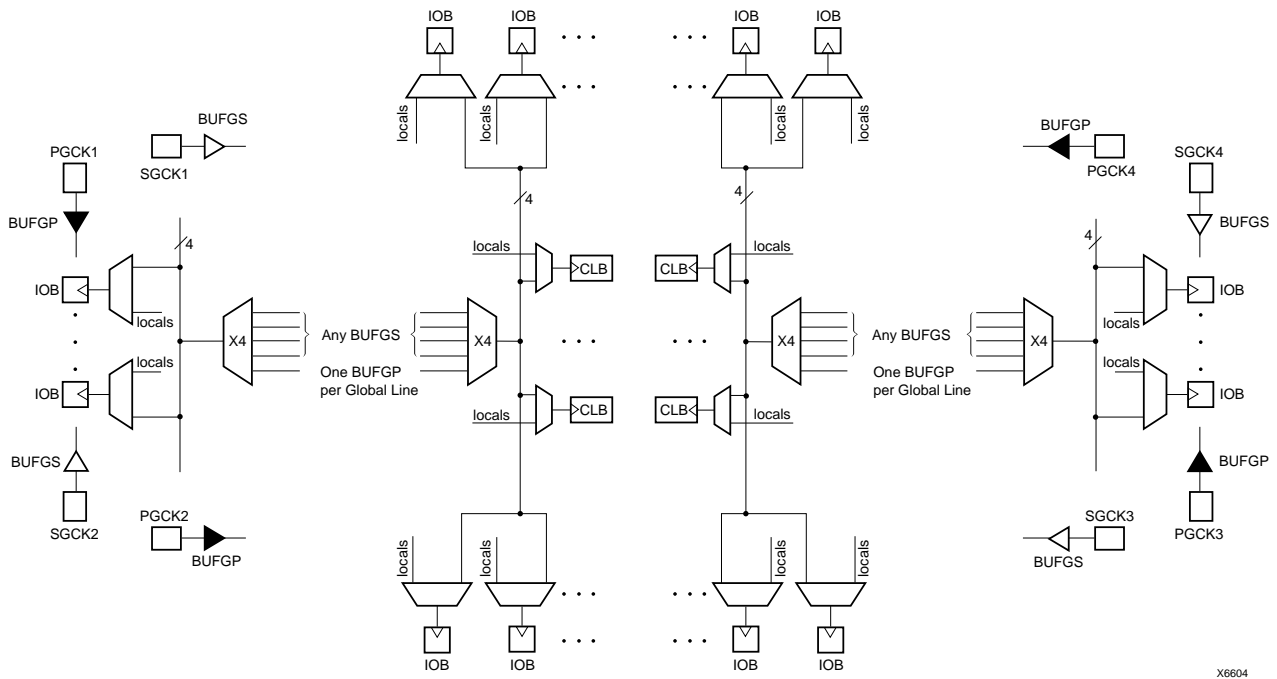 IOB
IOB
IOB
IOB
locals
locals
locals
locals
BUFGS
SGCK1
PGCK1
BUFGP
BUFGP
PGCK4
SGCK4
BUFGS
4
4
4
4
locals
CLB
CLB
locals
IOB
locals
X4
Any BUFGS
X4
X4
Any BUFGS
X4
locals
IOB
One BUFGP
per Global Line
One BUFGP
per Global Line
IOB
locals
locals
IOB
locals
CLB
CLB
locals
BUFGS
SGCK2
PGCK2
BUFGP
BUFGP
PGCK3
SGCK3
BUFGS
locals
locals
locals
locals
IOB
IOB
IOB
IOB
X6604